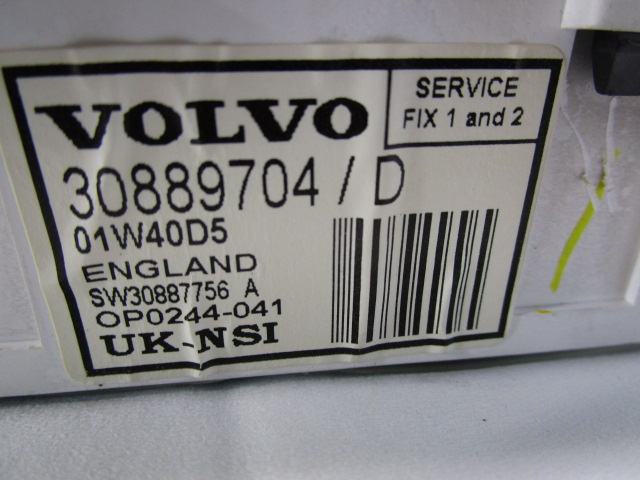 VOLVO
SERVICE
FIX 1 and 2
30889704 / D
01W40D5
ENGLAND
SW30887756 A
OP0244-041
UK-NSI